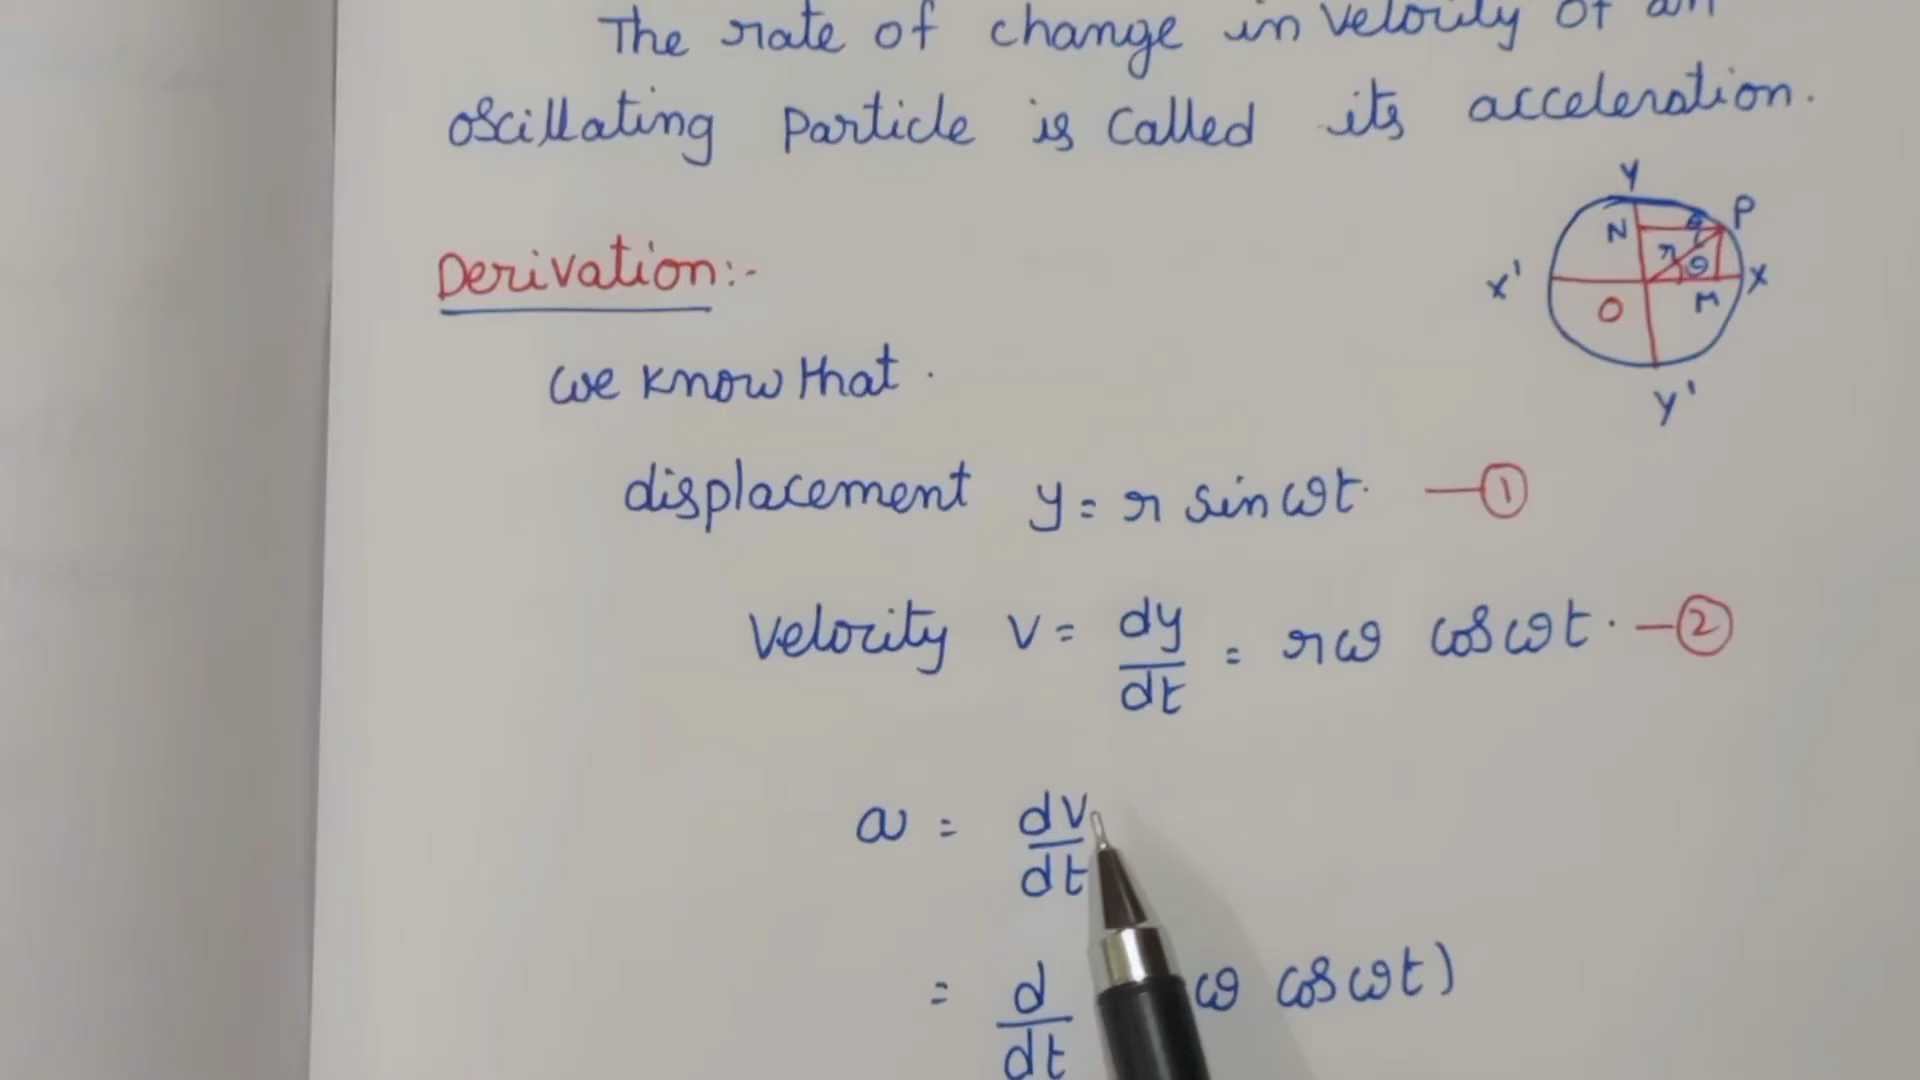 The rate of change in velocity of an
oscillating particle is called its acceleration.
Y
N θ P
r θ
X' X
O M
Y'
Derivation:-
we know that.
displacement y = r sin ωt. —①
Velocity v = dy/dt = rω cos ωt. —②
a = dv/dt
= d/dt ω cos ωt)